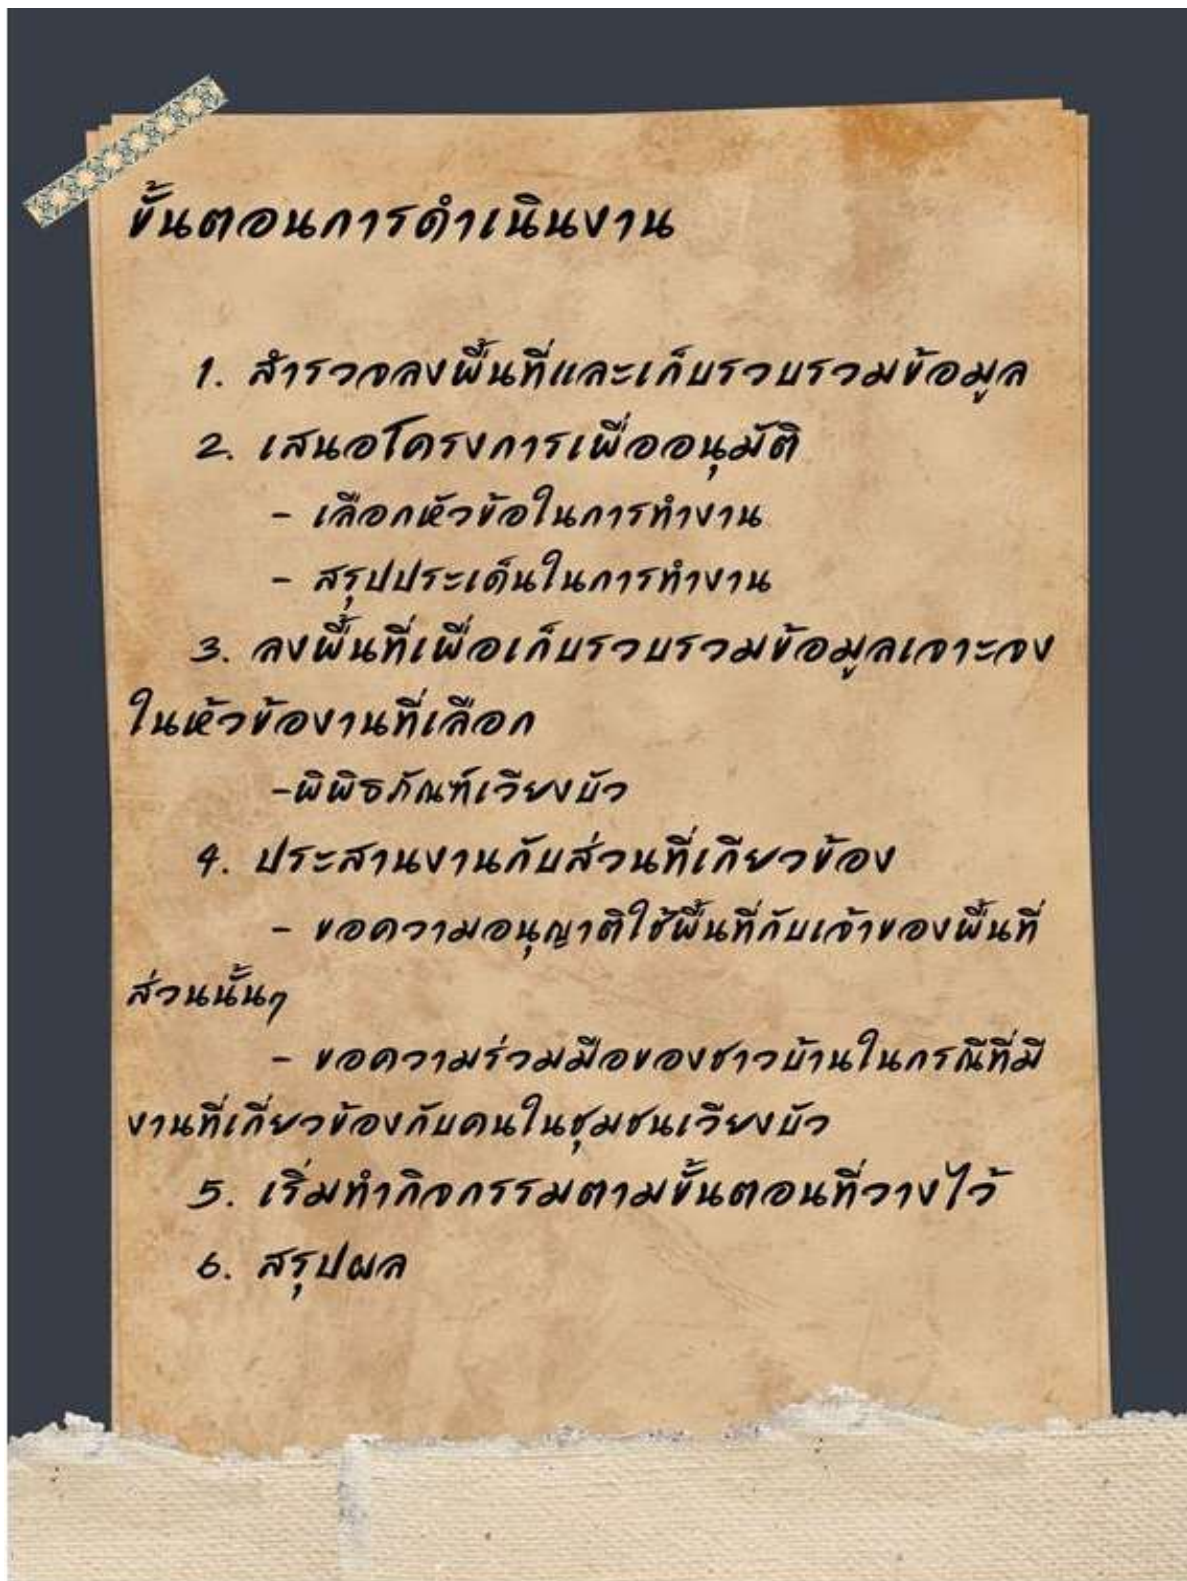 ขั้นตอนการดำเนินงาน
1. สำรวจลงพื้นที่และเก็บรวบรวมข้อมูล
2. เสนอโครงการเพื่ออนุมัติ
- เลือกหัวข้อในการทำงาน
- สรุปประเด็นในการทำงาน
3. ลงพื้นที่เพื่อเก็บรวบรวมข้อมูลเจาะจง
ในหัวข้องานที่เลือก
-พิพิธภัณฑ์เวียงบัว
4. ประสานงานกับส่วนที่เกี่ยวข้อง
- ขอความอนุญาติใช้พื้นที่กับเจ้าของพื้นที่
ส่วนนั้นๆ
- ขอความร่วมมือของชาวบ้านในกรณีที่มี
งานที่เกี่ยวข้องกับคนในชุมชนเวียงบัว
5. เริ่มทำกิจกรรมตามขั้นตอนที่วางไว้
6. สรุปผล